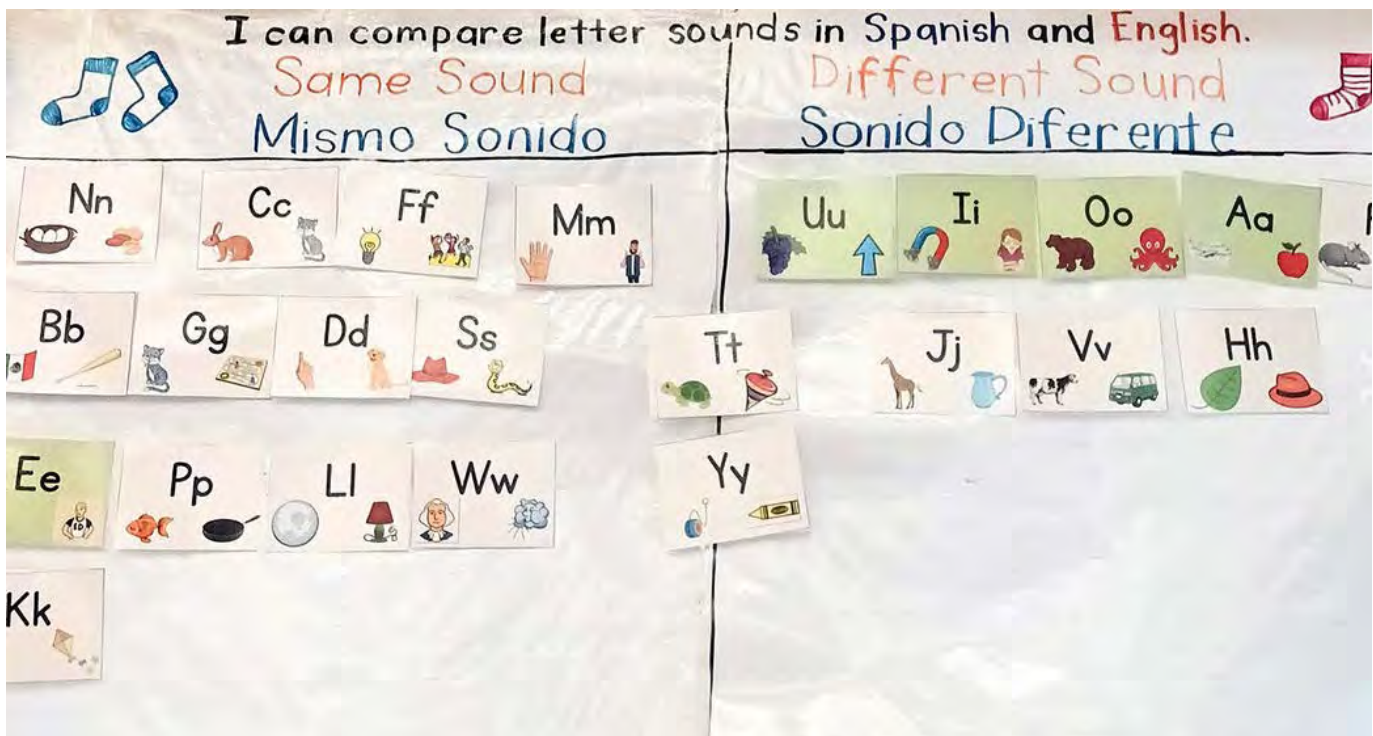 I can compare letter sounds in Spanish and English.
Same Sound Different Sound
Mismo Sonido Sonido Diferente
Nn Cc Ff Mm Uu Ii Oo Aa
Bb Gg Dd Ss Tt Jj Vv Hh
Ee Pp Ll Ww Yy
Kk